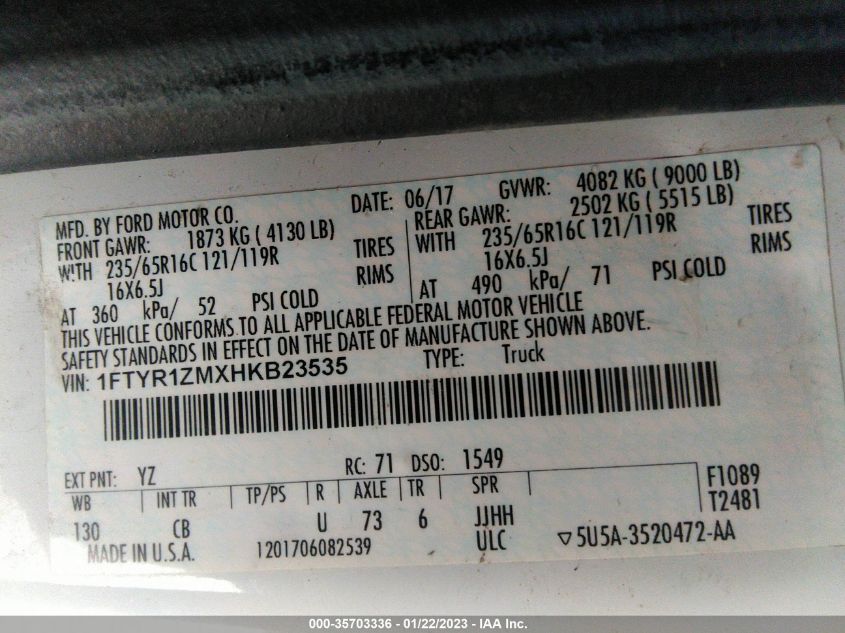 MFD. BY FORD MOTOR CO. DATE: 06/17 GVWR: 4082 KG ( 9000 LB)
FRONT GAWR: 1873 KG ( 4130 LB) REAR GAWR: 2502 KG ( 5515 LB)
WITH 235/65R16C 121/119R TIRES WITH 235/65R16C 121/119R TIRES
16X6.5J RIMS 16X6.5J RIMS
AT 360 kPa/ 52 PSI COLD AT 490 kPa/ 71 PSI COLD
THIS VEHICLE CONFORMS TO ALL APPLICABLE FEDERAL MOTOR VEHICLE
SAFETY STANDARDS IN EFFECT ON THE DATE OF MANUFACTURE SHOWN ABOVE.
VIN: 1FTYR1ZMXHKB23535 TYPE: Truck
EXT PNT: YZ RC: 71 DSO: 1549 F1089
WB INT TR TP/PS R AXLE TR SPR T2481
130 CB U 73 6 JJHH
MADE IN U.S.A. 1201706082539 ULC ▽5U5A-3520472-AA
000-35703336 - 01/22/2023 - IAA Inc.